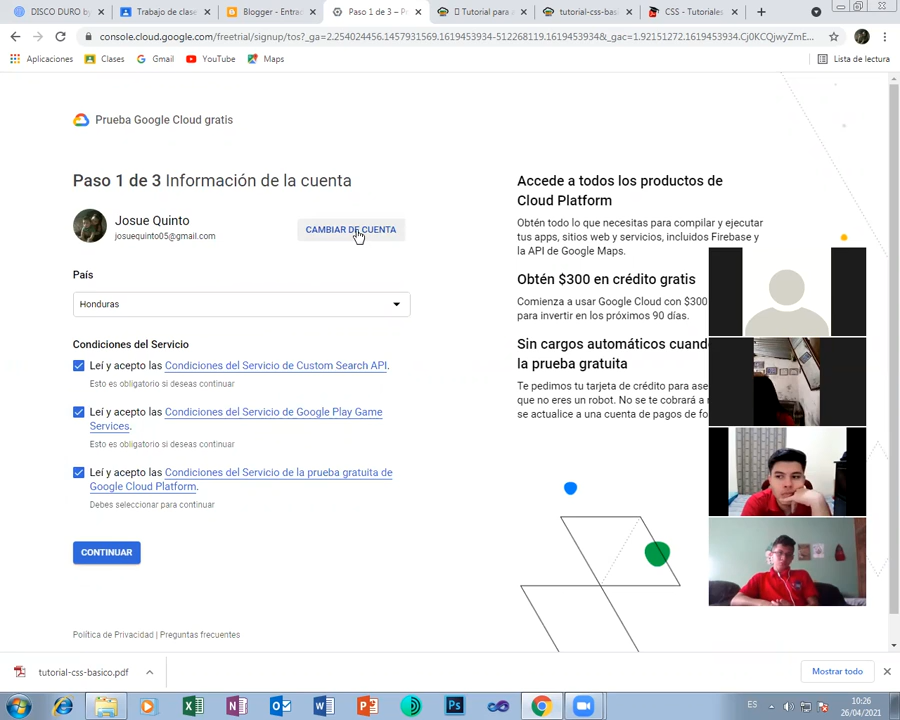 DISCO DURO by
Trabajo de clase
Blogger - Entrad
Paso 1 de 3 – P
Tutorial para
tutorial-css-bas
CSS - Tutoriales
console.cloud.google.com/freetrial/signup/tos?_ga=2.254024456.1457931569.1619453934-512268119.1619453934&_gac=1.92151272.1619453934.Cj0KCQjwyZmE...
Aplicaciones
Clases
Gmail
YouTube
Maps
Lista de lectura
Prueba Google Cloud gratis
Paso 1 de 3 Información de la cuenta
Josue Quinto
josuequinto05@gmail.com
CAMBIAR DE CUENTA
País
Honduras
Condiciones del Servicio
Leí y acepto las Condiciones del Servicio de Custom Search API.
Esto es obligatorio si deseas continuar
Leí y acepto las Condiciones del Servicio de Google Play Game
Services.
Esto es obligatorio si deseas continuar
Leí y acepto las Condiciones del Servicio de la prueba gratuita de
Google Cloud Platform.
Debes seleccionar para continuar
CONTINUAR
Política de Privacidad | Preguntas frecuentes
Accede a todos los productos de
Cloud Platform
Obtén todo lo que necesitas para compilar y ejecutar
tus apps, sitios web y servicios, incluidos Firebase y
la API de Google Maps.
Obtén $300 en crédito gratis
Comienza a usar Google Cloud con $300
para invertir en los próximos 90 días.
Sin cargos automáticos cuando
la prueba gratuita
Te pedimos tu tarjeta de crédito para ase
que no eres un robot. No se te cobrará a
se actualice a una cuenta de pagos de fo
tutorial-css-basico.pdf
Mostrar todo
ES
10:26
26/04/2021